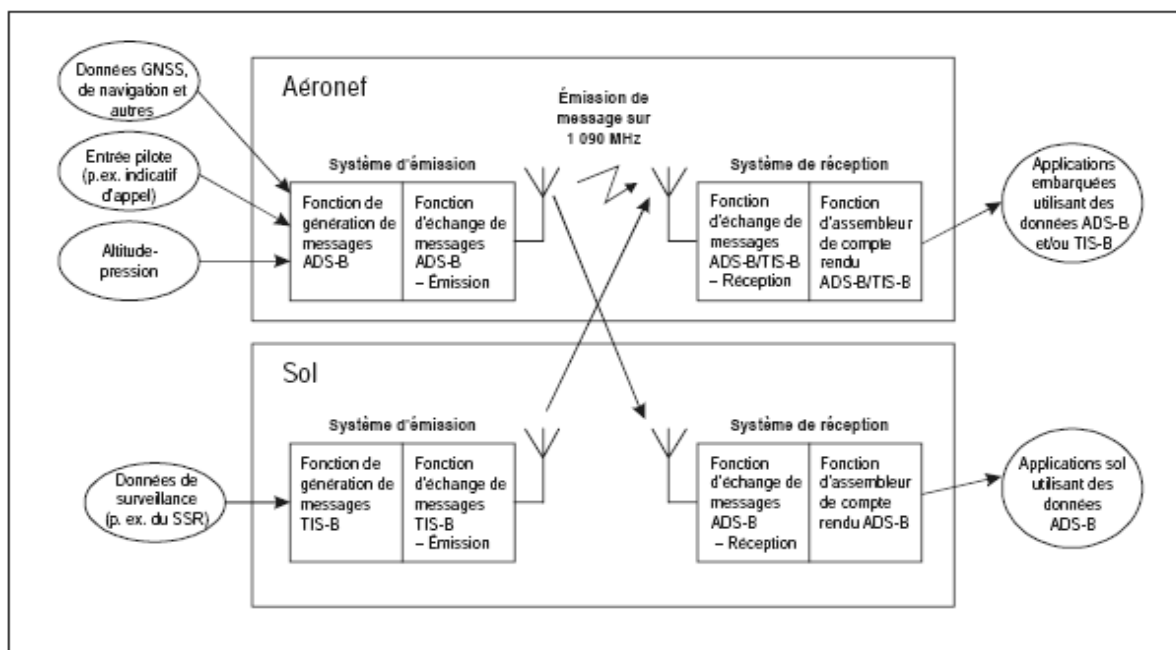 Données GNSS,
de navigation et
autres
Entrée pilote
(p.ex. indicatif
d'appel)
Altitude-
pression
Aéronef
Émission de
message sur
1 090 MHz
Système d'émission
Fonction de
génération de
messages
ADS-B
Fonction
d'échange de
messages
ADS-B
– Émission
Système de réception
Fonction
d'échange de
messages
ADS-B/TIS-B
– Réception
Fonction
d'assembleur
de compte
rendu
ADS-B/TIS-B
Applications
embarquées
utilisant des
données ADS-B
et/ou TIS-B
Sol
Données de
surveillance
(p. ex. du SSR)
Système d'émission
Fonction de
génération de
messages
TIS-B
Fonction
d'échange de
messages
TIS-B
– Émission
Système de réception
Fonction
d'échange de
messages
ADS-B
– Réception
Fonction
d'assembleur
de compte
rendu ADS-B
Applications sol
utilisant des
données
ADS-B